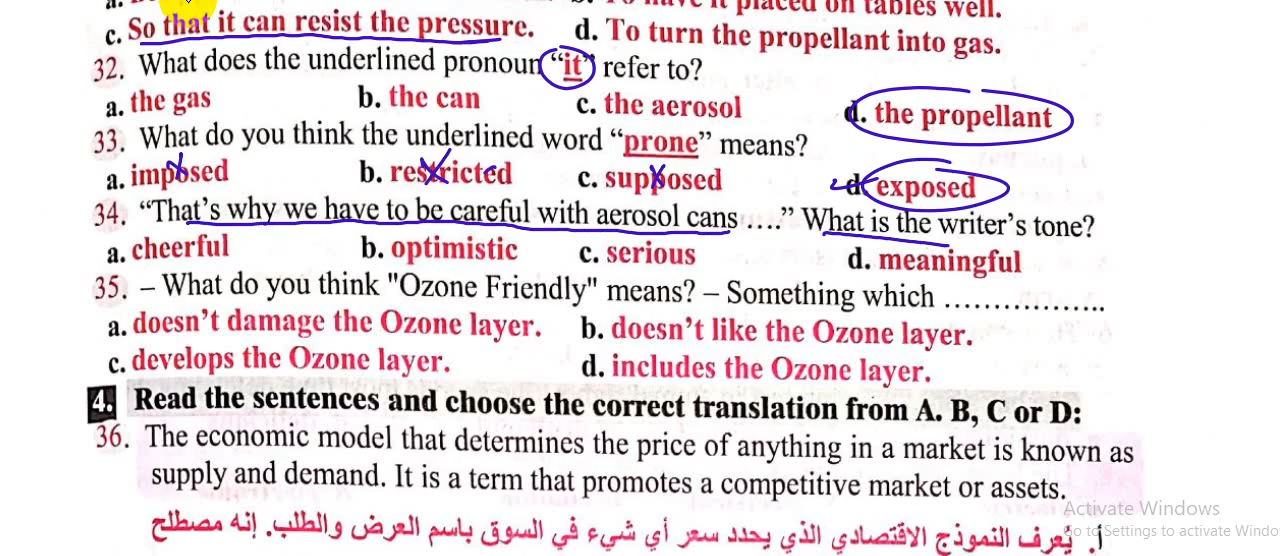 placed on tables well.
c. So that it can resist the pressure. d. To turn the propellant into gas.
32. What does the underlined pronoun “it” refer to?
a. the gas b. the can c. the aerosol d. the propellant
33. What do you think the underlined word “prone” means?
a. imposed b. restricted c. supposed d. exposed
34. “That’s why we have to be careful with aerosol cans ….” What is the writer’s tone?
a. cheerful b. optimistic c. serious d. meaningful
35. – What do you think "Ozone Friendly" means? – Something which ………………
a. doesn’t damage the Ozone layer. b. doesn’t like the Ozone layer.
c. develops the Ozone layer. d. includes the Ozone layer.
4. Read the sentences and choose the correct translation from A. B, C or D:
36. The economic model that determines the price of anything in a market is known as
supply and demand. It is a term that promotes a competitive market or assets.
أ. يُعرف النموذج الاقتصادي الذي يحدد سعر أي شيء في السوق باسم العرض والطلب. إنه مصطلح
Activate Windows
Go to Settings to activate Windo